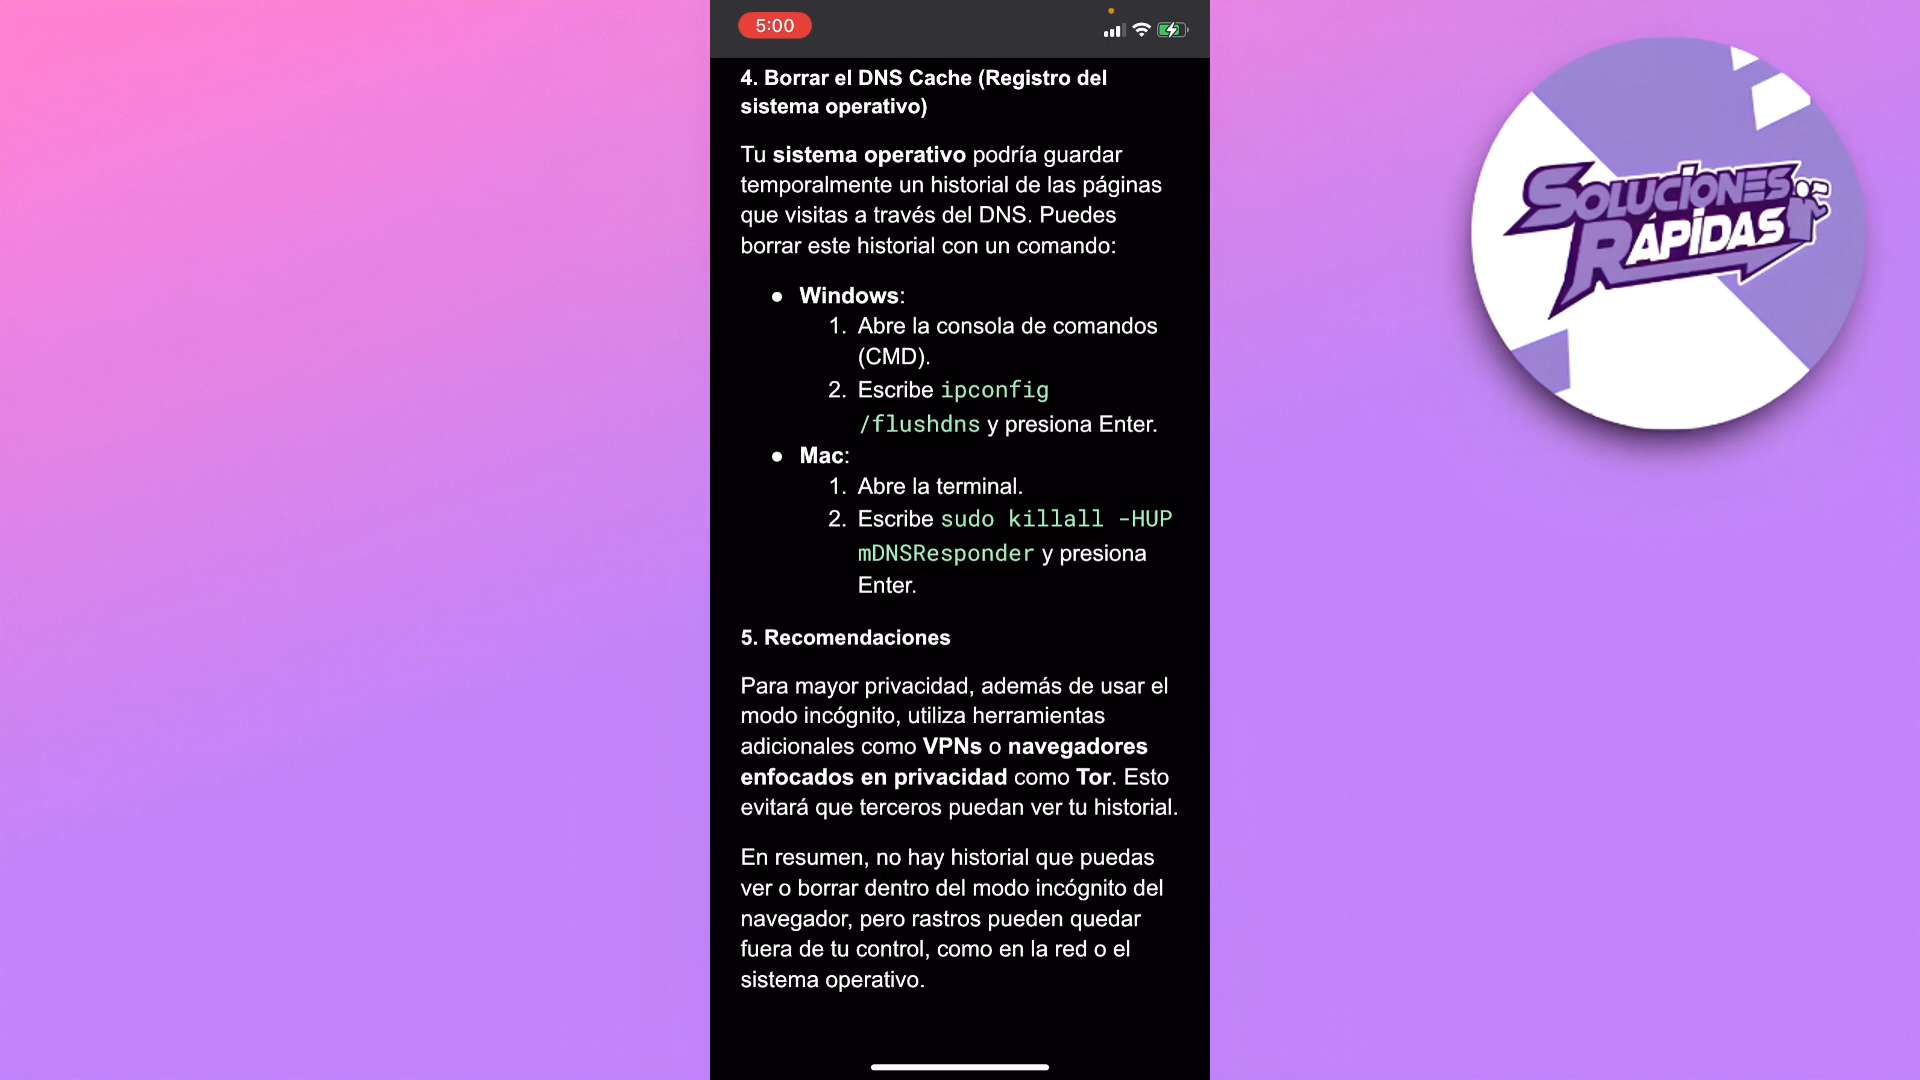 5:00
4. Borrar el DNS Cache (Registro del
sistema operativo)
Tu sistema operativo podría guardar
temporalmente un historial de las páginas
que visitas a través del DNS. Puedes
borrar este historial con un comando:
● Windows:
1. Abre la consola de comandos
(CMD).
2. Escribe ipconfig
/flushdns y presiona Enter.
● Mac:
1. Abre la terminal.
2. Escribe sudo killall -HUP
mDNSResponder y presiona
Enter.
5. Recomendaciones
Para mayor privacidad, además de usar el
modo incógnito, utiliza herramientas
adicionales como VPNs o navegadores
enfocados en privacidad como Tor. Esto
evitará que terceros puedan ver tu historial.
En resumen, no hay historial que puedas
ver o borrar dentro del modo incógnito del
navegador, pero rastros pueden quedar
fuera de tu control, como en la red o el
sistema operativo.
SOLUCIONES
RÁPIDAS